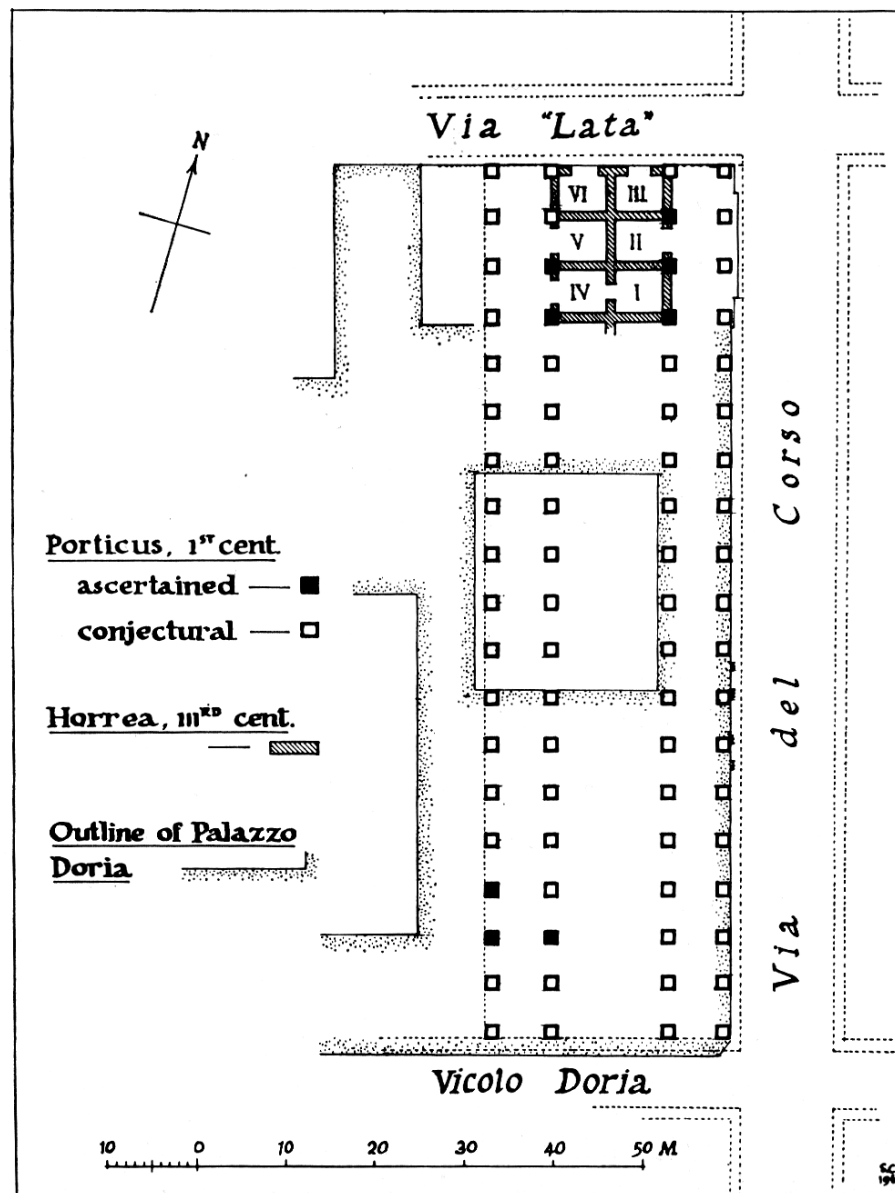 Via "Lata"
N
VI III
V II
IV I
Via del Corso
Porticus, 1ST cent.
ascertained
conjectural
Horrea, IIIRD cent.
Outline of Palazzo
Doria
Vicolo Doria
10 0 10 20 30 40 50 M